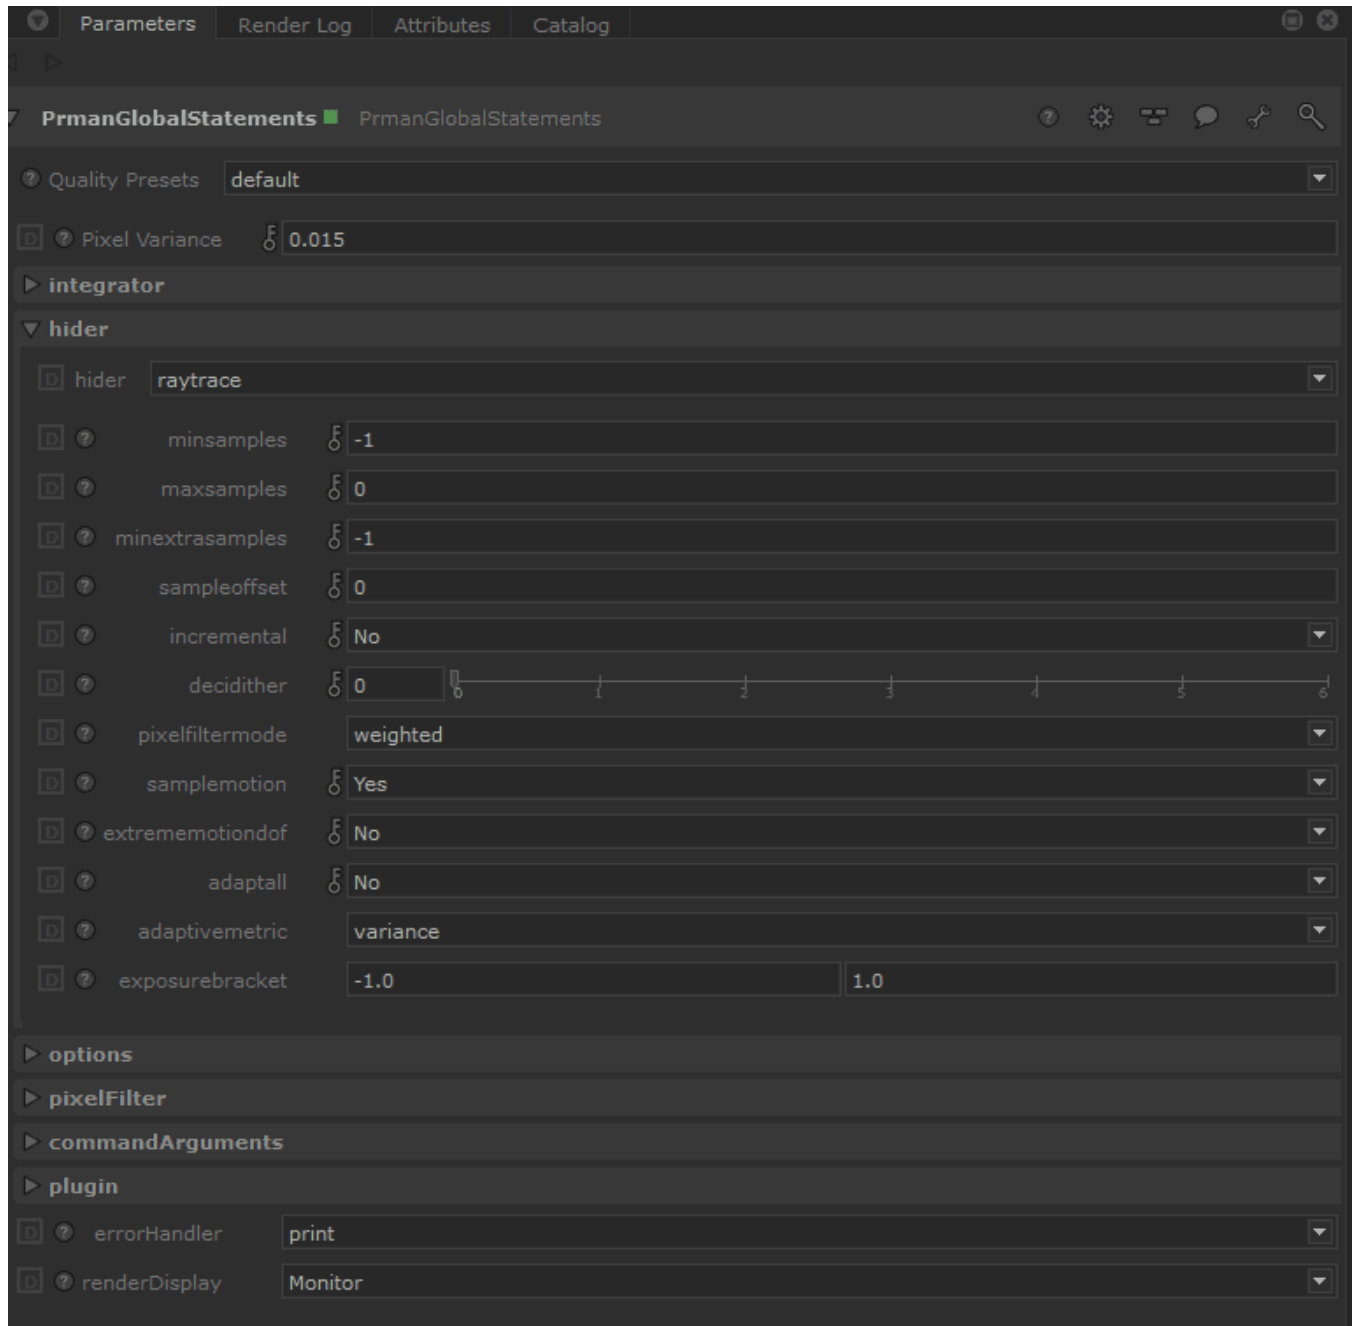 Parameters Render Log Attributes Catalog
PrmanGlobalStatements PrmanGlobalStatements
Quality Presets default
D Pixel Variance 0.015
integrator
hider
D hider raytrace
D minsamples -1
D maxsamples 0
D minextrasamples -1
D sampleoffset 0
D incremental No
D decidither 0 0 1 2 3 4 5 6
D pixelfiltermode weighted
D samplemotion Yes
D extrememotiondof No
D adaptall No
D adaptivemetric variance
D exposurebracket -1.0 1.0
options
pixelFilter
commandArguments
plugin
D errorHandler print
D renderDisplay Monitor